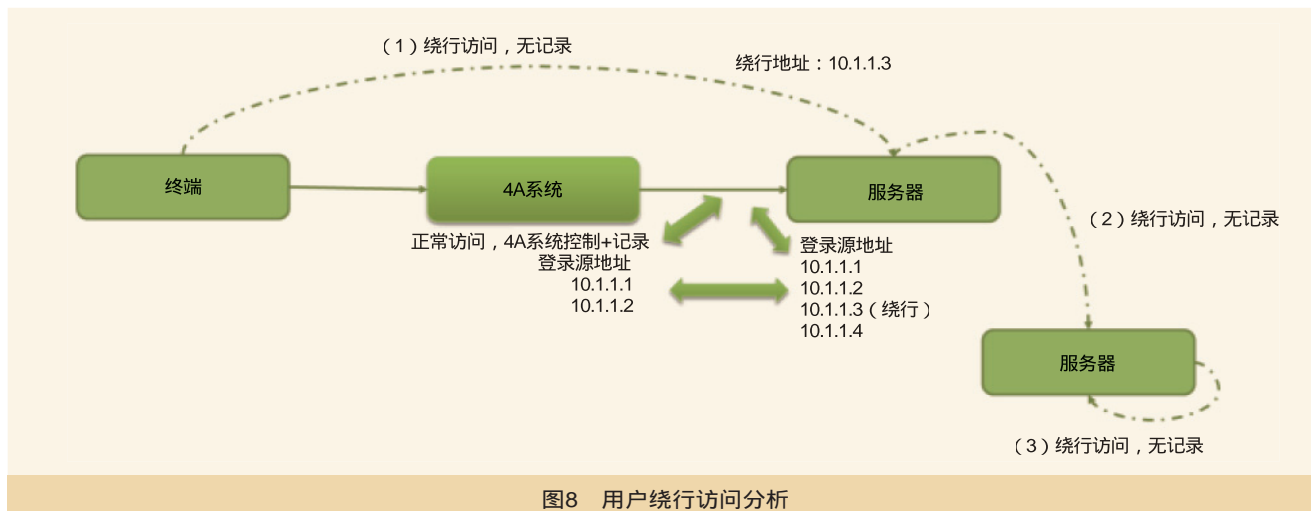 （1）绕行访问，无记录
绕行地址：10.1.1.3
终端
4A系统
服务器
（2）绕行访问，无记录
正常访问，4A系统控制+记录
登录源地址
10.1.1.1
10.1.1.2
登录源地址
10.1.1.1
10.1.1.2
10.1.1.3（绕行）
10.1.1.4
服务器
（3）绕行访问，无记录
图8 用户绕行访问分析